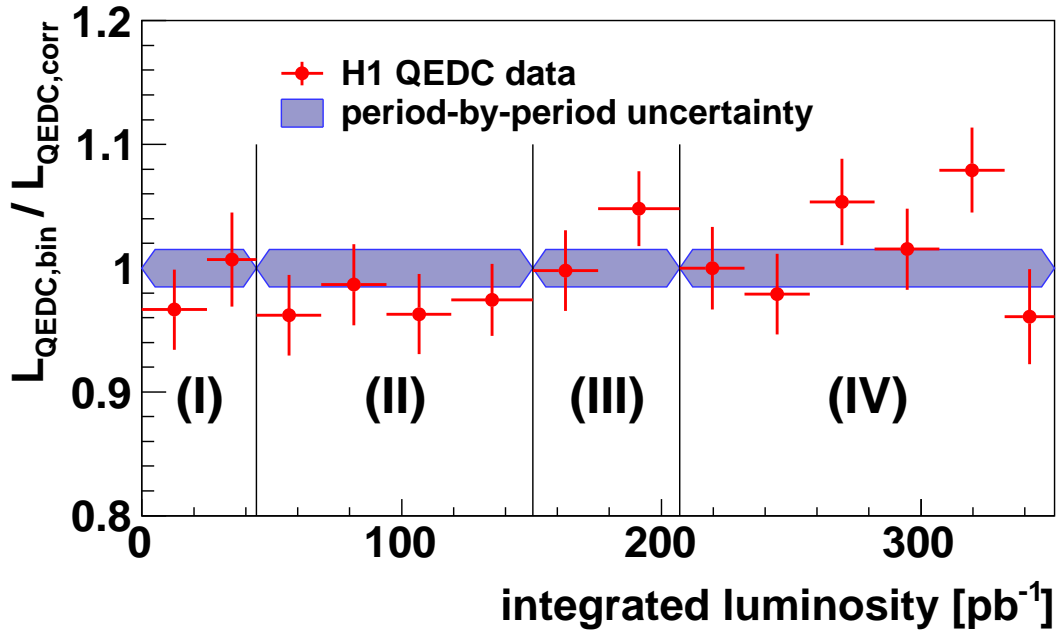 1.2
H1 QEDC data
period-by-period uncertainty
1.1
1
0.9
0.8
L_QEDC,bin / L_QEDC,corr
(I) (II) (III) (IV)
0 100 200 300
integrated luminosity [pb⁻¹]